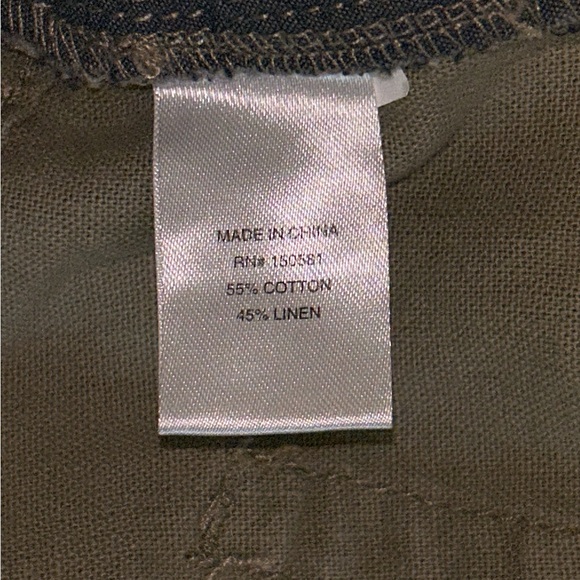 MADE IN CHINA
RN# 150581
55% COTTON
45% LINEN